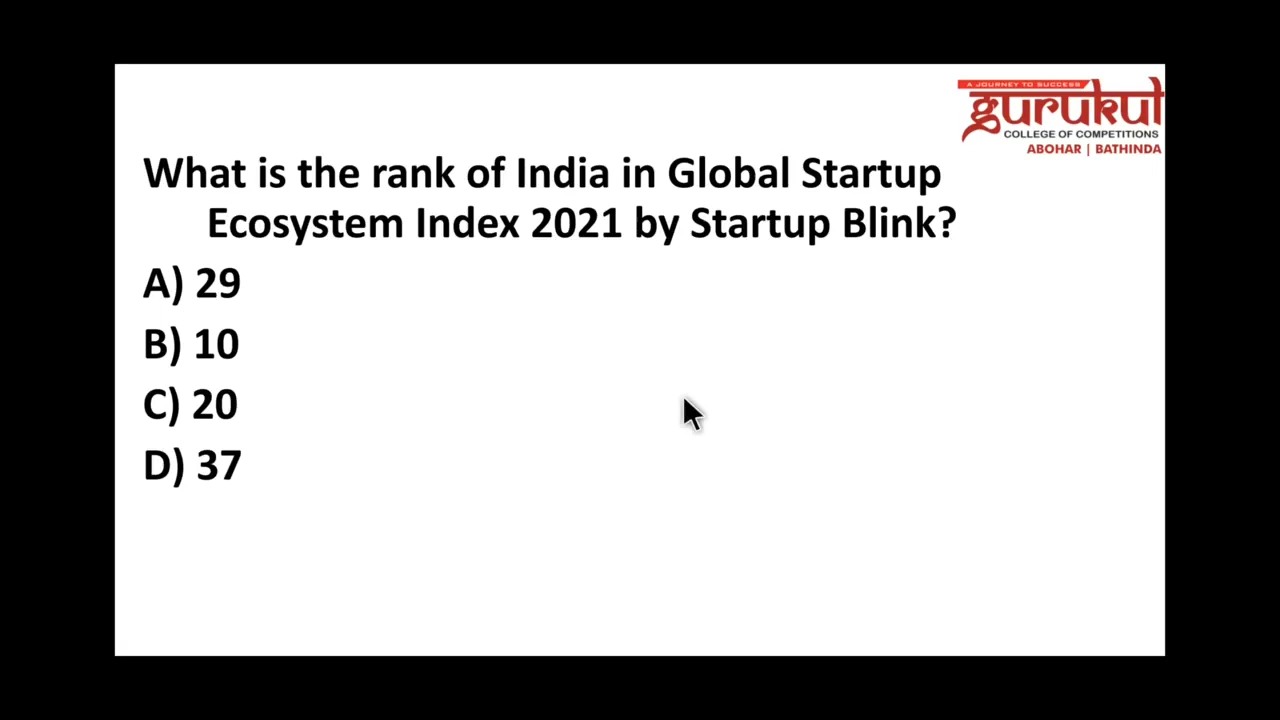 A JOURNEY TO SUCCESS
gurukul
COLLEGE OF COMPETITIONS
ABOHAR | BATHINDA
What is the rank of India in Global Startup
Ecosystem Index 2021 by Startup Blink?
A) 29
B) 10
C) 20
D) 37